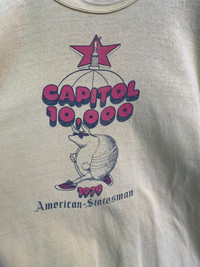 CAPITOL
10,000
1979
American-Statesman